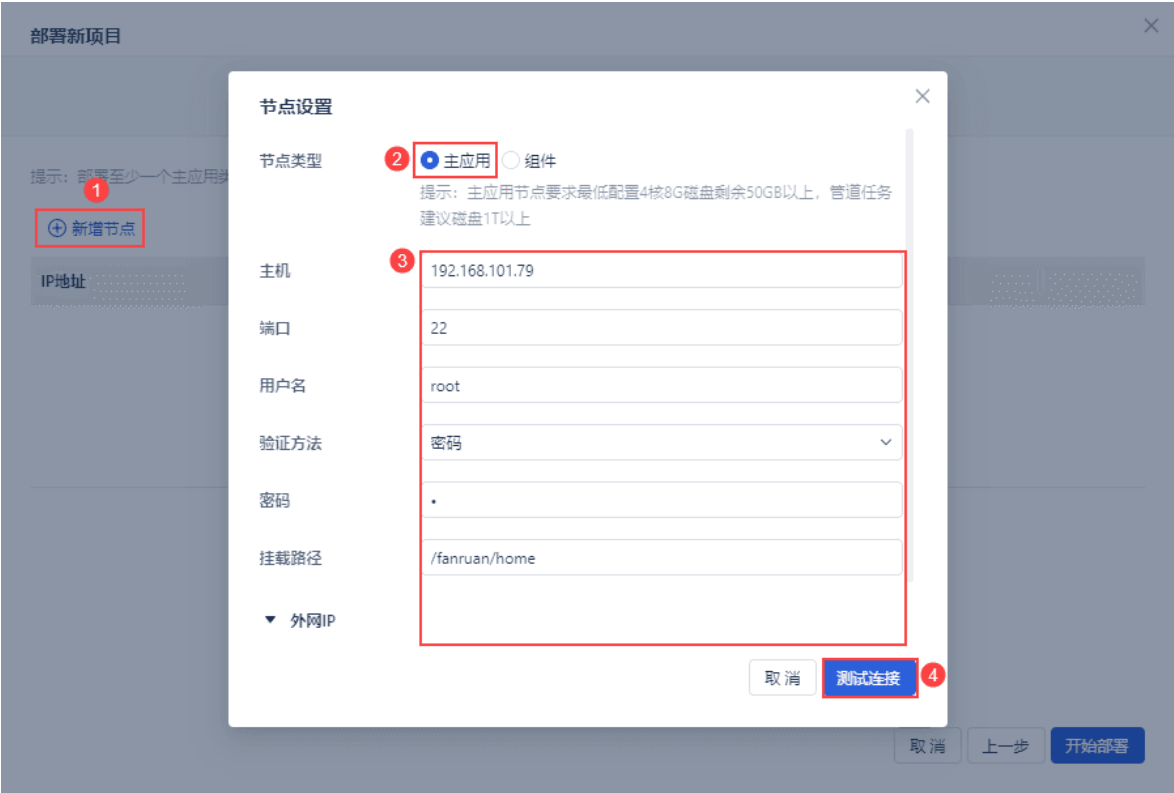 部署新项目
节点设置
节点类型
2
主应用
组件
提示：主应用节点要求最低配置4核8G磁盘剩余50GB以上，管道任务
建议磁盘1T以上
提示：部署至少一个主应用类
1
新增节点
IP地址
3
主机
192.168.101.79
端口
22
用户名
root
验证方法
密码
密码
挂载路径
/fanruan/home
外网IP
取消
测试连接
4
取消
上一步
开始部署